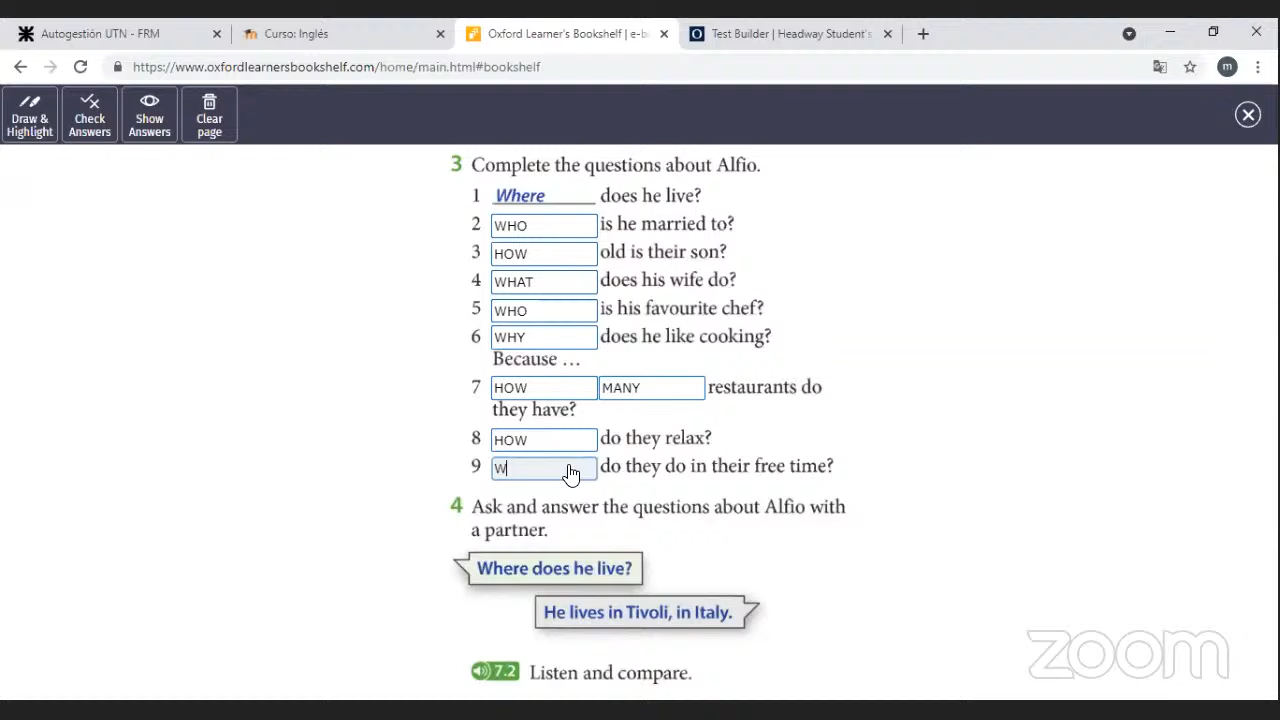 Autogestión UTN - FRM
Curso: Inglés
Oxford Learner's Bookshelf | e-b
Test Builder | Headway Student's
https://www.oxfordlearnersbookshelf.com/home/main.html#bookshelf
m
Draw & Highlight
Check Answers
Show Answers
Clear page
3 Complete the questions about Alfio.
1 Where does he live?
2 WHO is he married to?
3 HOW old is their son?
4 WHAT does his wife do?
5 WHO is his favourite chef?
6 WHY does he like cooking?
Because …
7 HOW MANY restaurants do
they have?
8 HOW do they relax?
9 W do they do in their free time?
4 Ask and answer the questions about Alfio with
a partner.
Where does he live?
He lives in Tivoli, in Italy.
7.2 Listen and compare.
zoom